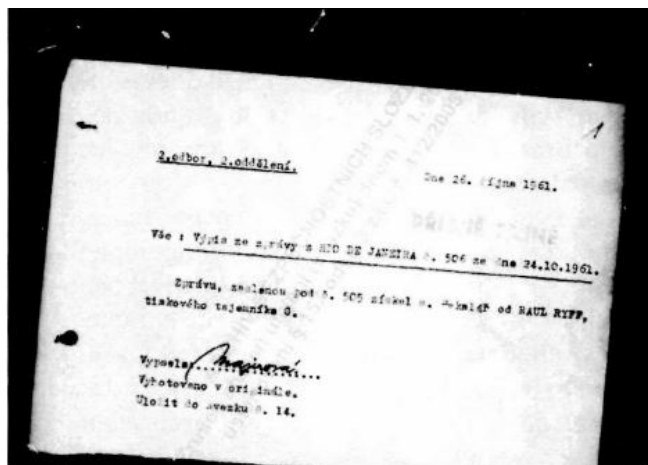 1
2.odbor, 2.oddělení.
Dne 26. října 1961.
Věc : Výpis ze zprávy z RIO DE JANEIRA č. 506 ze dne 24.10.1961.
Zprávu, zaslanou pod č. 505 získal s. od RAUL RYFF,
tiskového tajemníka G.
Vypsala:
Vyhotoveno v originále.
Uložit do svazku č. 14.